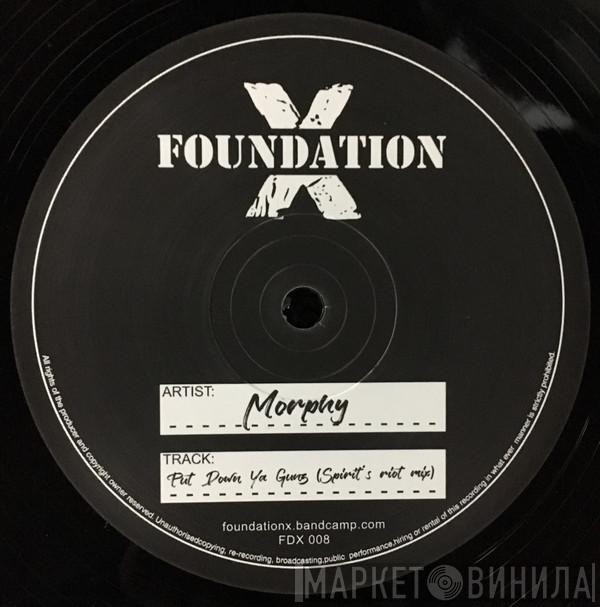 FOUNDATION
X
ARTIST:
Morphy
TRACK:
Put Down Ya Gunz (Spirit's riot mix)
foundationx.bandcamp.com
FDX 008
All rights of the producer and copyright owner reserved. Unauthorisedcopying, re-recording, broadcasting,public performance,hiring or rental of this recording in what ever manner is strictly prohibited.
МАРКЕТ ВИНИЛА